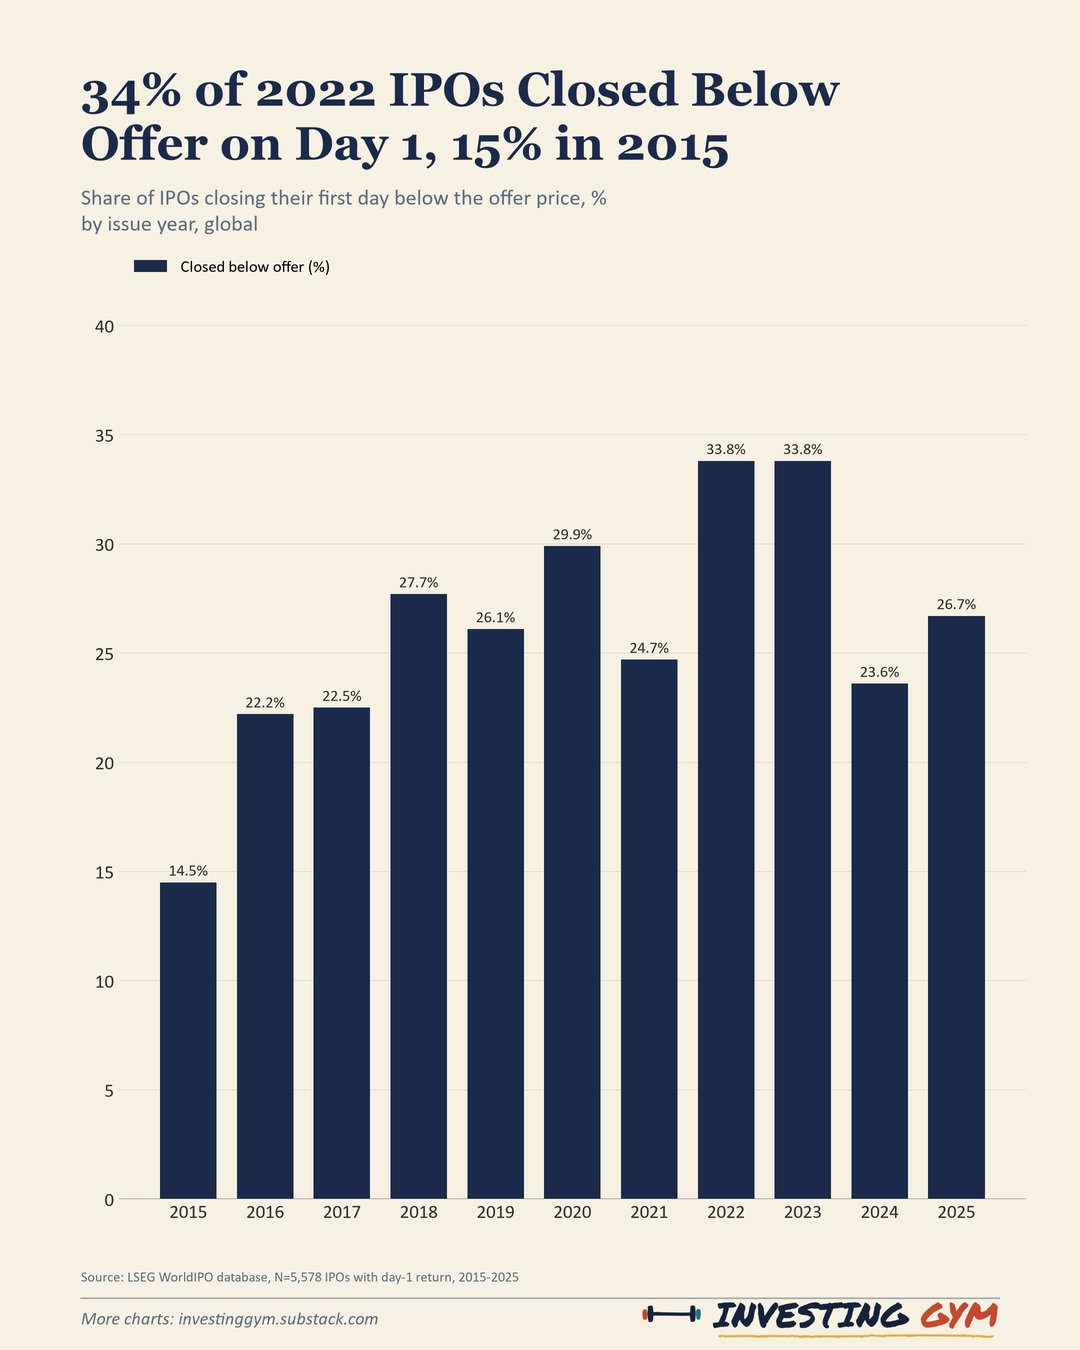 34% of 2022 IPOs Closed Below
Offer on Day 1, 15% in 2015
Share of IPOs closing their first day below the offer price, %
by issue year, global
Closed below offer (%)
40
35
30
25
20
15
10
5
0
14.5%
22.2%
22.5%
27.7%
26.1%
29.9%
24.7%
33.8%
33.8%
23.6%
26.7%
2015 2016 2017 2018 2019 2020 2021 2022 2023 2024 2025
Source: LSEG WorldIPO database, N=5,578 IPOs with day-1 return, 2015-2025
More charts: investinggym.substack.com
INVESTING GYM